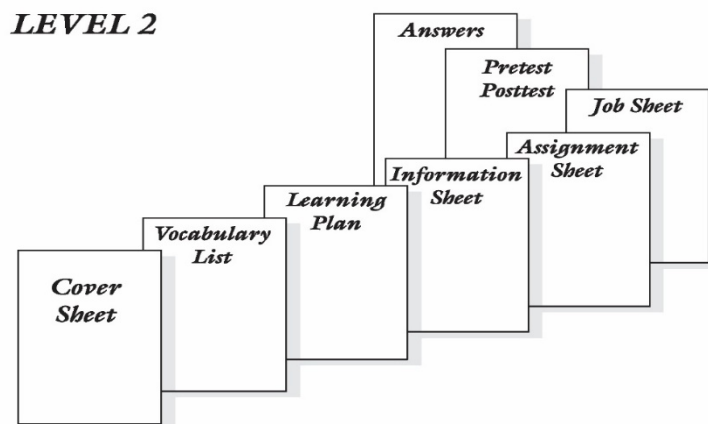 LEVEL 2
Answers
Pretest
Posttest
Job Sheet
Assignment
Sheet
Information
Sheet
Learning
Plan
Vocabulary
List
Cover
Sheet